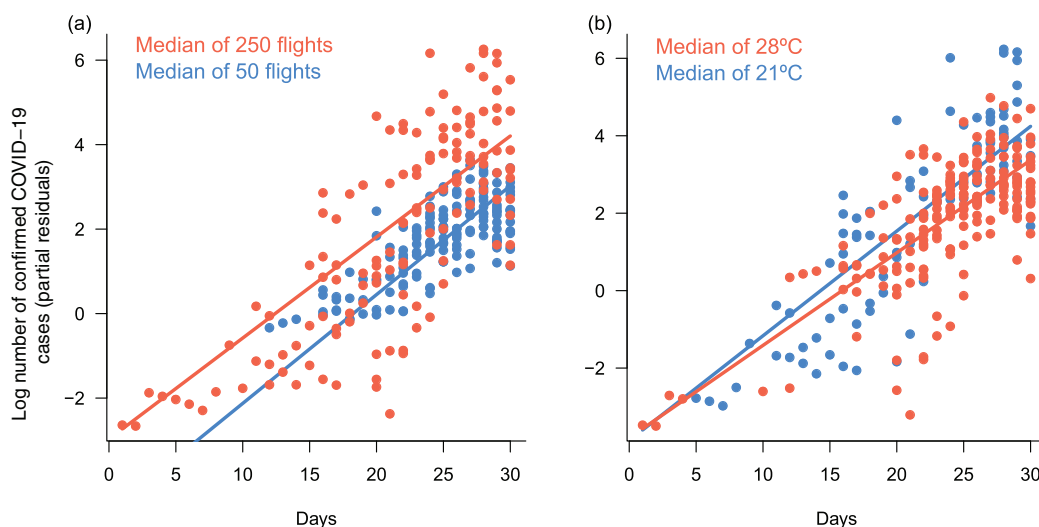 (a)
Median of 250 flights
Median of 50 flights
Log number of confirmed COVID–19
cases (partial residuals)
6
4
2
0
−2
0 5 10 15 20 25 30
Days
(b)
Median of 28ºC
Median of 21ºC
6
4
2
0
−2
0 5 10 15 20 25 30
Days